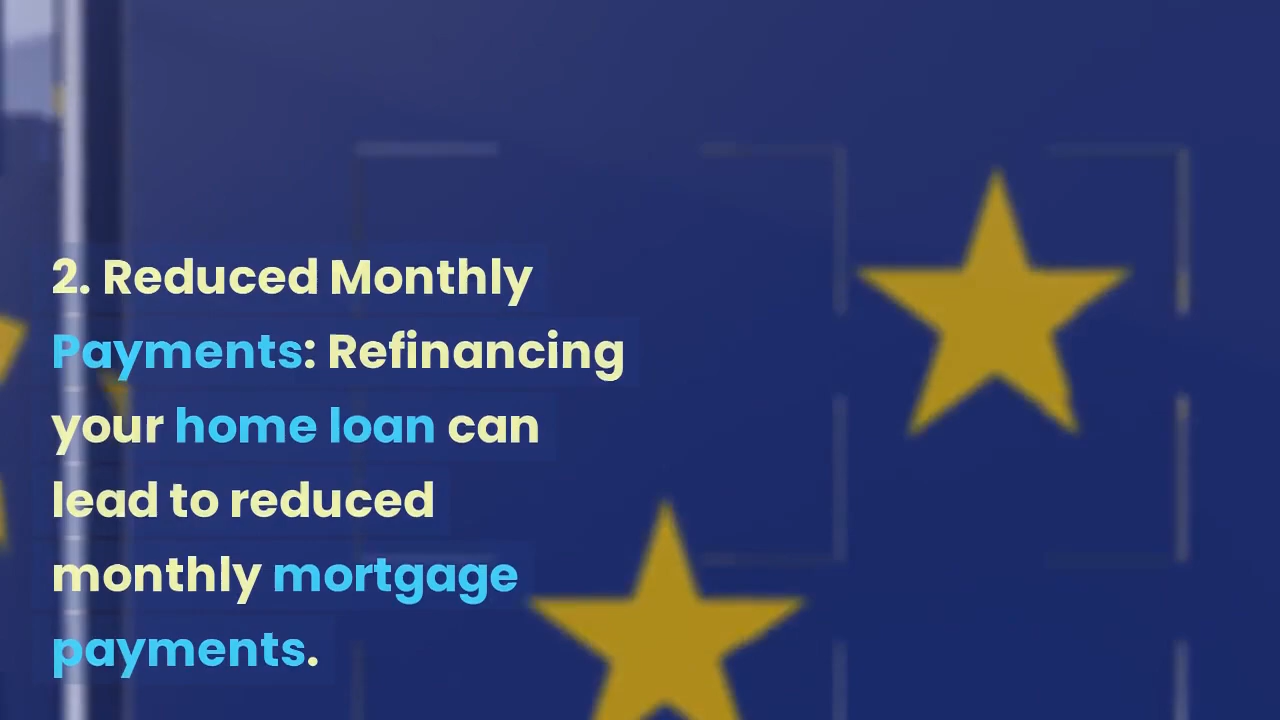 2. Reduced Monthly
Payments: Refinancing
your home loan can
lead to reduced
monthly mortgage
payments.